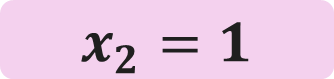 x₂ = 1